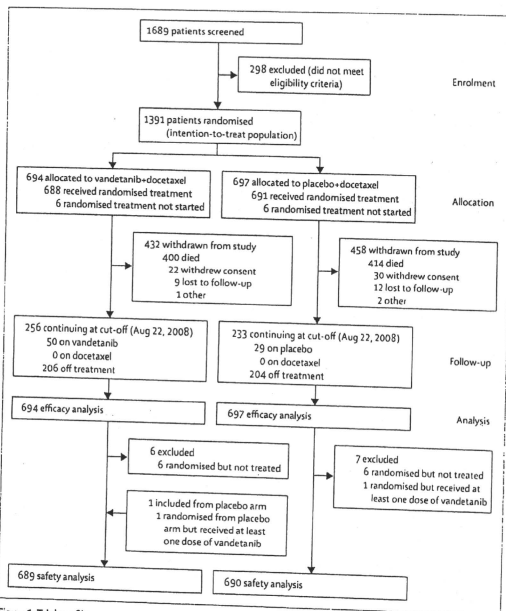 1689 patients screened
298 excluded (did not meet
eligibility criteria)
Enrolment
1391 patients randomised
(intention-to-treat population)
694 allocated to vandetanib+docetaxel
688 received randomised treatment
6 randomised treatment not started
697 allocated to placebo+docetaxel
691 received randomised treatment
6 randomised treatment not started
Allocation
432 withdrawn from study
400 died
22 withdrew consent
9 lost to follow-up
1 other
458 withdrawn from study
414 died
30 withdrew consent
12 lost to follow-up
2 other
256 continuing at cut-off (Aug 22, 2008)
50 on vandetanib
0 on docetaxel
206 off treatment
233 continuing at cut-off (Aug 22, 2008)
29 on placebo
0 on docetaxel
204 off treatment
Follow-up
694 efficacy analysis
697 efficacy analysis
Analysis
6 excluded
6 randomised but not treated
7 excluded
6 randomised but not treated
1 randomised but received at
least one dose of vandetanib
1 included from placebo arm
1 randomised from placebo
arm but received at least
one dose of vandetanib
689 safety analysis
690 safety analysis